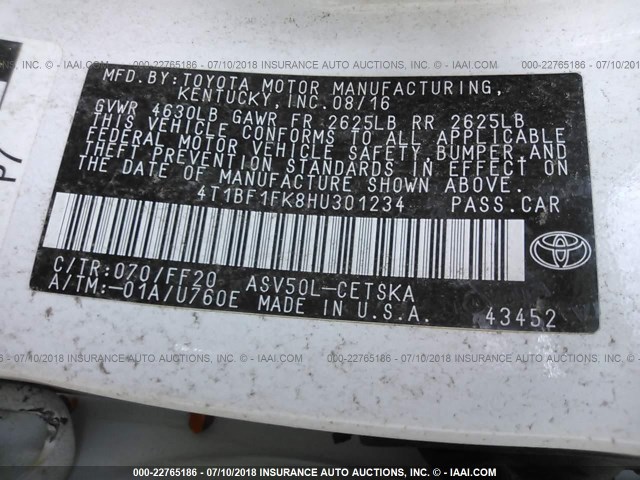 000-22765186 - 07/10/2018 INSURANCE AUTO AUCTIONS, INC. - © - IAAI.COM
000-22765186 - 07/10/2018 INSURANCE AUTO AUCTIONS, INC. - © - IAAI.COM
P7
MFD. BY: TOYOTA MOTOR MANUFACTURING,
KENTUCKY, INC. 08/16
GVWR 4630LB GAWR FR 2625LB RR 2625LB
THIS VEHICLE CONFORMS TO ALL APPLICABLE
FEDERAL MOTOR VEHICLE SAFETY, BUMPER, AND
THEFT PREVENTION STANDARDS IN EFFECT ON
THE DATE OF MANUFACTURE SHOWN ABOVE.
4T1BF1FK8HU301234 PASS.CAR
C/TR: 070/FF20 ASV50L-CETSKA
A/TM: -01A/U760E MADE IN U.S.A. 43452
000-22765186 - 07/10/2018 INSURANCE AUTO AUCTIONS, INC. - © - IAAI.COM